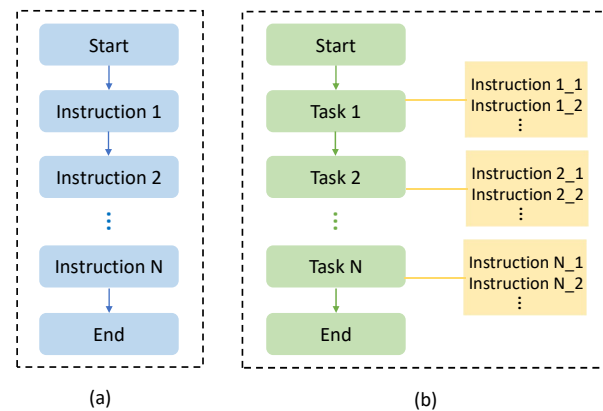 Start
Instruction 1
Instruction 2
⋮
Instruction N
End
(a)
Start
Task 1
Task 2
⋮
Task N
End
Instruction 1_1
Instruction 1_2
⋮
Instruction 2_1
Instruction 2_2
⋮
Instruction N_1
Instruction N_2
⋮
(b)